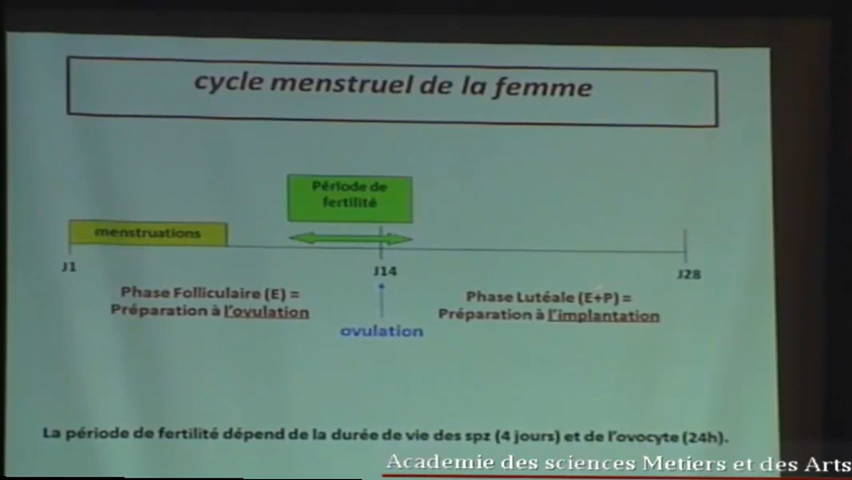 cycle menstruel de la femme
Période de
fertilité
menstruations
J1
J14
J28
Phase Folliculaire (E) =
Préparation à l'ovulation
ovulation
Phase Lutéale (E+P) =
Préparation à l'implantation
La période de fertilité dépend de la durée de vie des spz (4 jours) et de l'ovocyte (24h).
Academie des sciences Metiers et des Arts